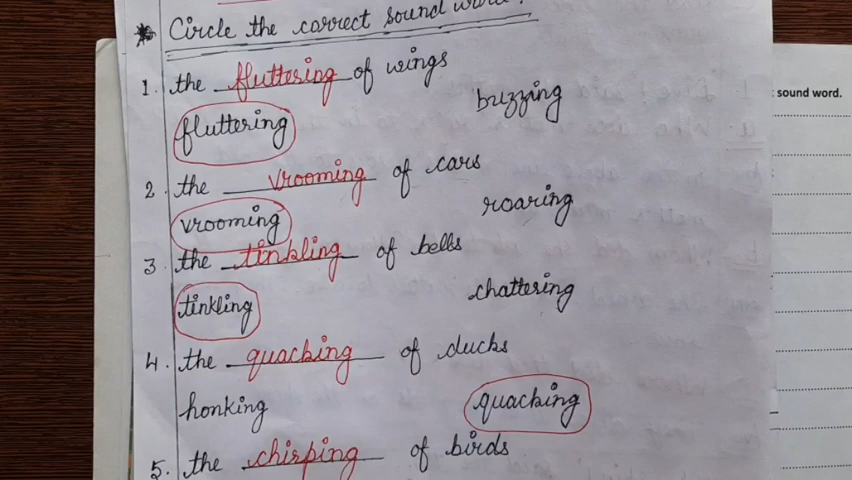 * Circle the correct sound word.
1. the fluttering of wings
fluttering buzzing
2. the vrooming of cars
vrooming roaring
3. the tinkling of bells
tinkling chattering
4. the quacking of ducks
honking quacking
5. the chirping of birds
sound word.